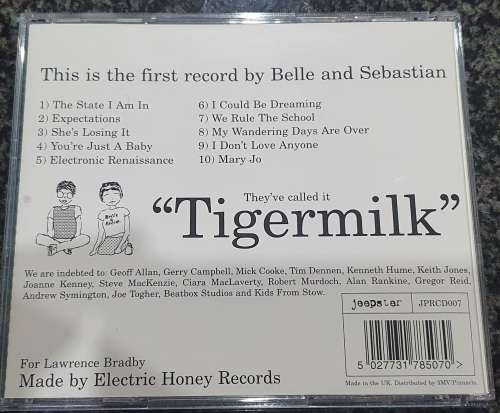 This is the first record by Belle and Sebastian
1) The State I Am In
2) Expectations
3) She's Losing It
4) You're Just A Baby
5) Electronic Renaissance
6) I Could Be Dreaming
7) We Rule The School
8) My Wandering Days Are Over
9) I Don't Love Anyone
10) Mary Jo
They've called it
“Tigermilk”
We are indebted to: Geoff Allan, Gerry Campbell, Mick Cooke, Tim Dennen, Kenneth Hume, Keith Jones,
Joanne Kenney, Steve MacKenzie, Ciara MacLaverty, Robert Murdoch, Alan Rankine, Gregor Reid,
Andrew Symington, Joe Togher, Beatbox Studios and Kids From Stow.
jeepster
JPRCD007
5 027731 785070 >
For Lawrence Bradby
Made by Electric Honey Records
Made in the UK. Distributed by 3MV/Pinnacle.